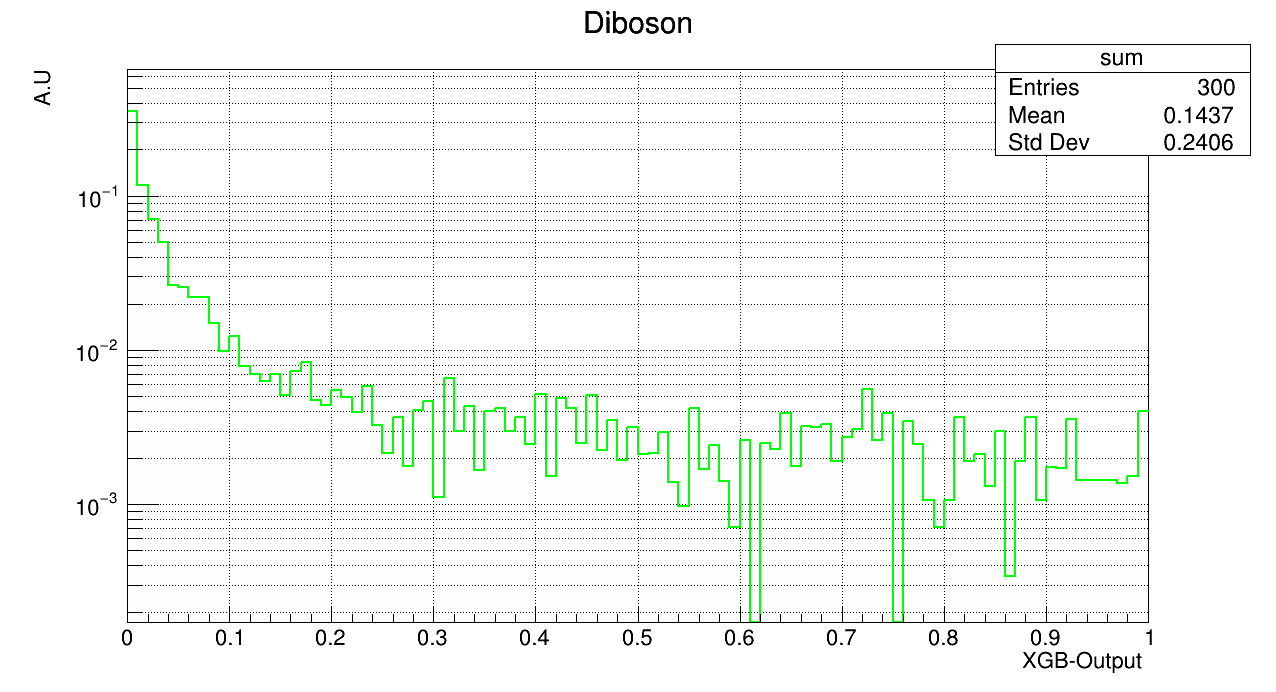 Diboson
A.U
sum
Entries 300
Mean 0.1437
Std Dev 0.2406
10⁻¹
10⁻²
10⁻³
0 0.1 0.2 0.3 0.4 0.5 0.6 0.7 0.8 0.9 1
XGB-Output